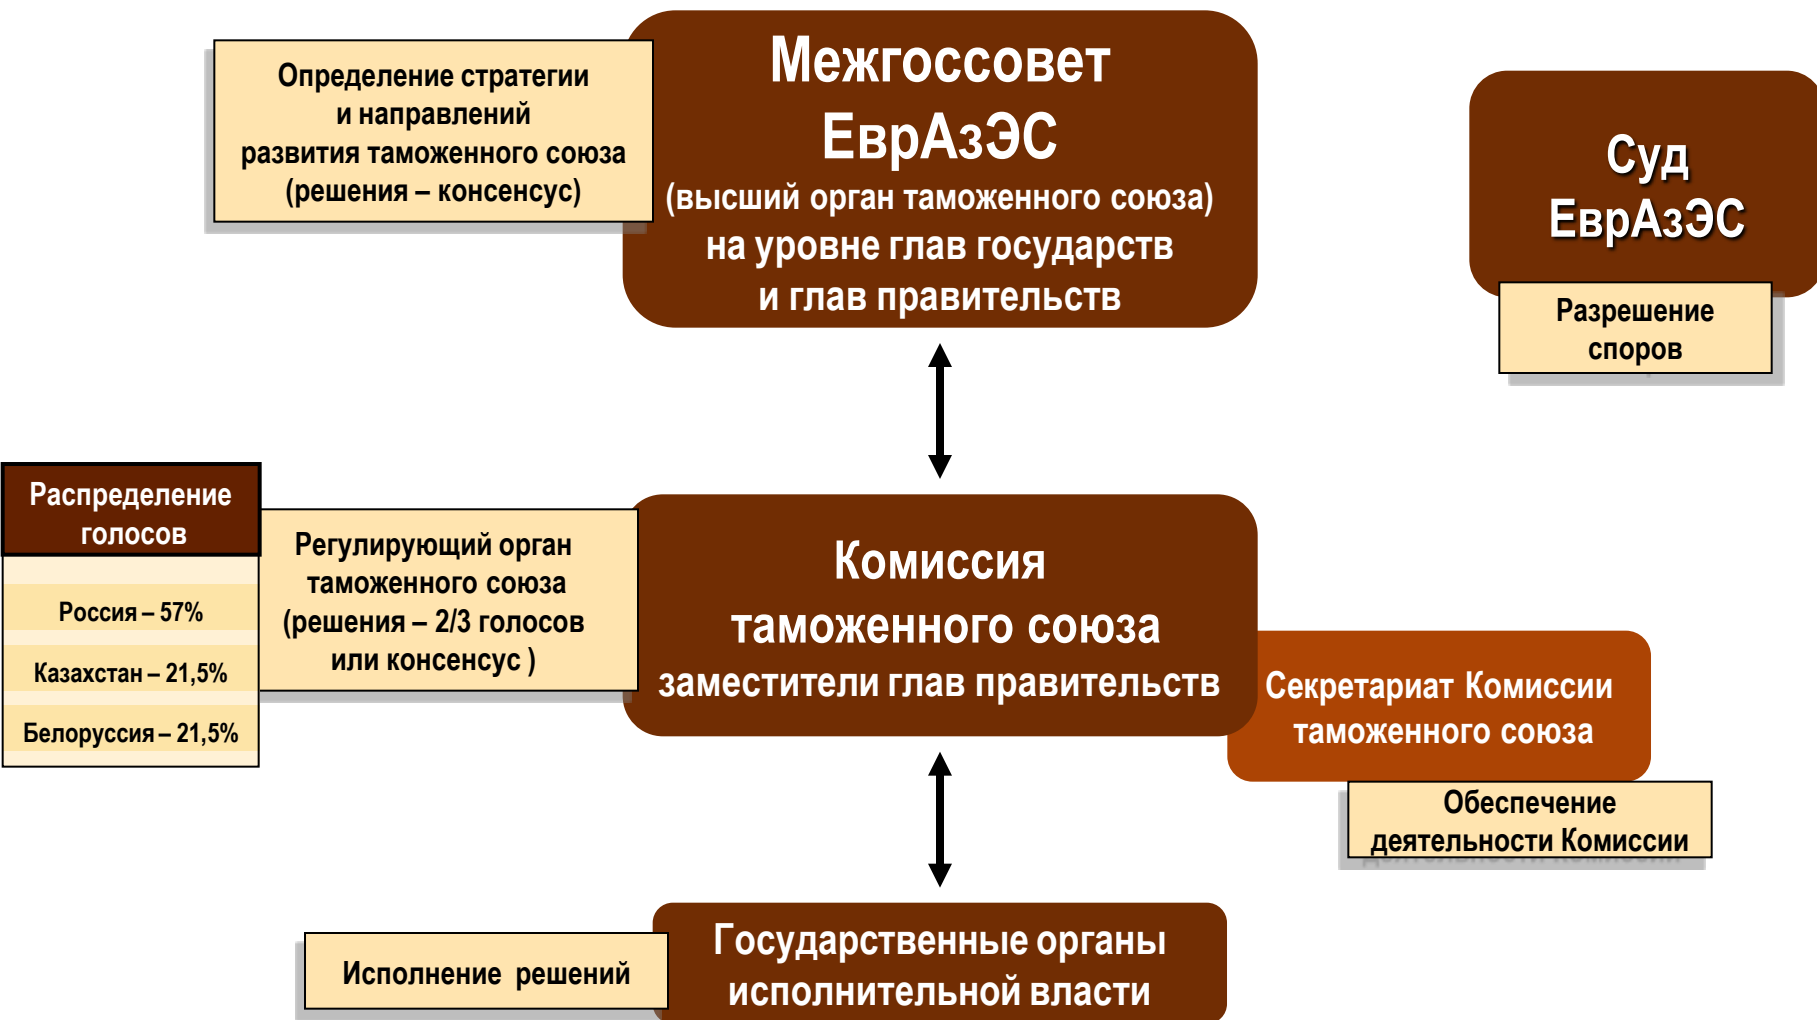 Определение стратегии
и направлений
развития таможенного союза
(решения – консенсус)
Межгоссовет
ЕврАзЭС
(высший орган таможенного союза)
на уровне глав государств
и глав правительств
Суд
ЕврАзЭС
Разрешение
споров
Распределение
голосов
Россия – 57%
Казахстан – 21,5%
Белоруссия – 21,5%
Регулирующий орган
таможенного союза
(решения – 2/3 голосов
или консенсус )
Комиссия
таможенного союза
заместители глав правительств
Секретариат Комиссии
таможенного союза
Обеспечение
деятельности Комиссии
Исполнение решений
Государственные органы
исполнительной власти